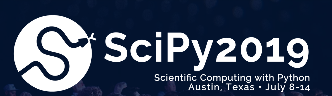 SciPy2019
Scientific Computing with Python
Austin, Texas • July 8-14